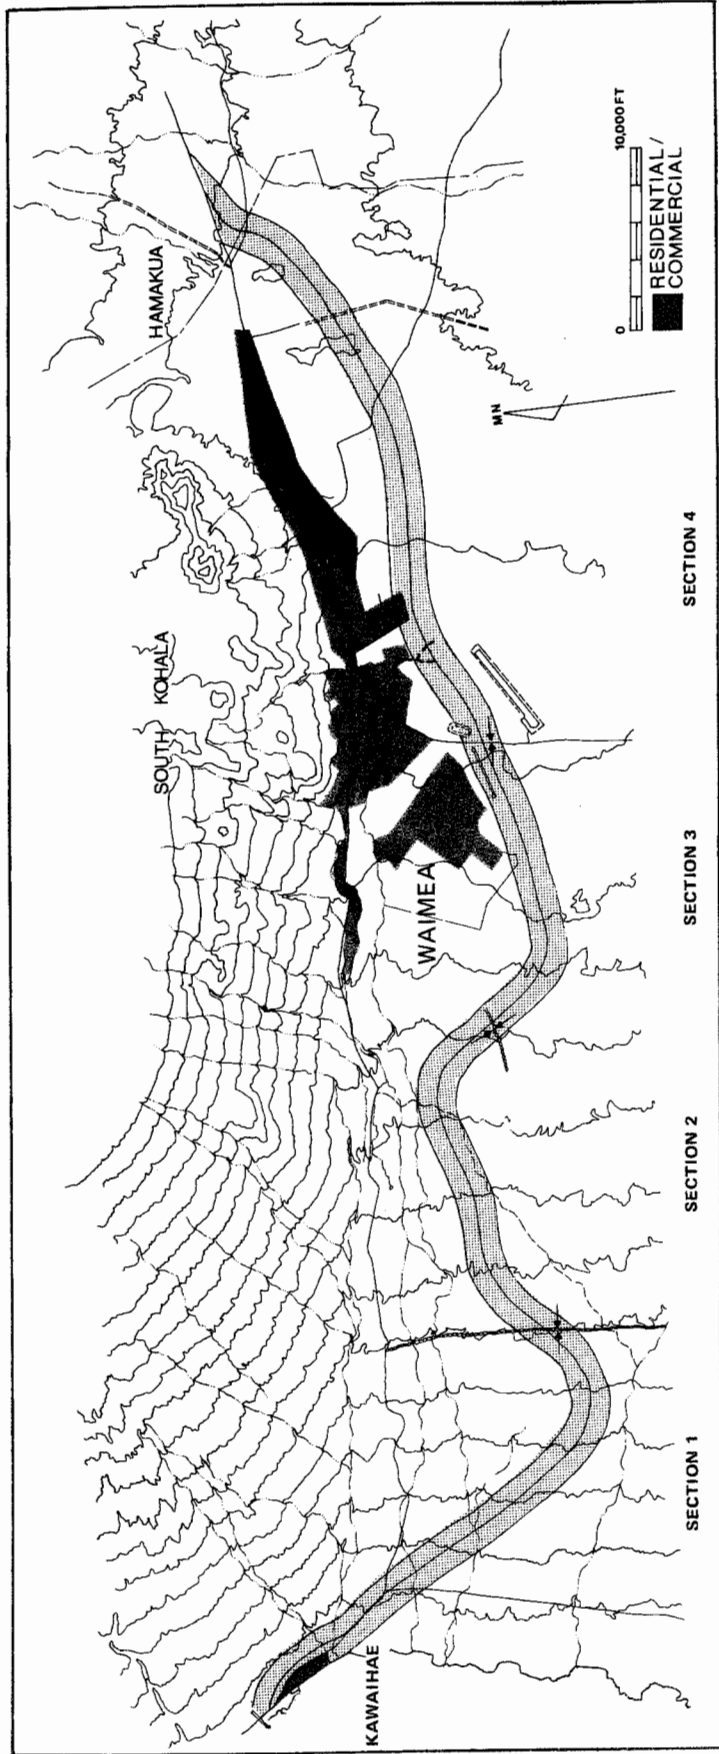 HAMAKUA
SOUTH KOHALA
WAIMEA
KAWAIHAE
SECTION 1
SECTION 2
SECTION 3
SECTION 4
MN
0
10,000 FT
RESIDENTIAL /
COMMERCIAL